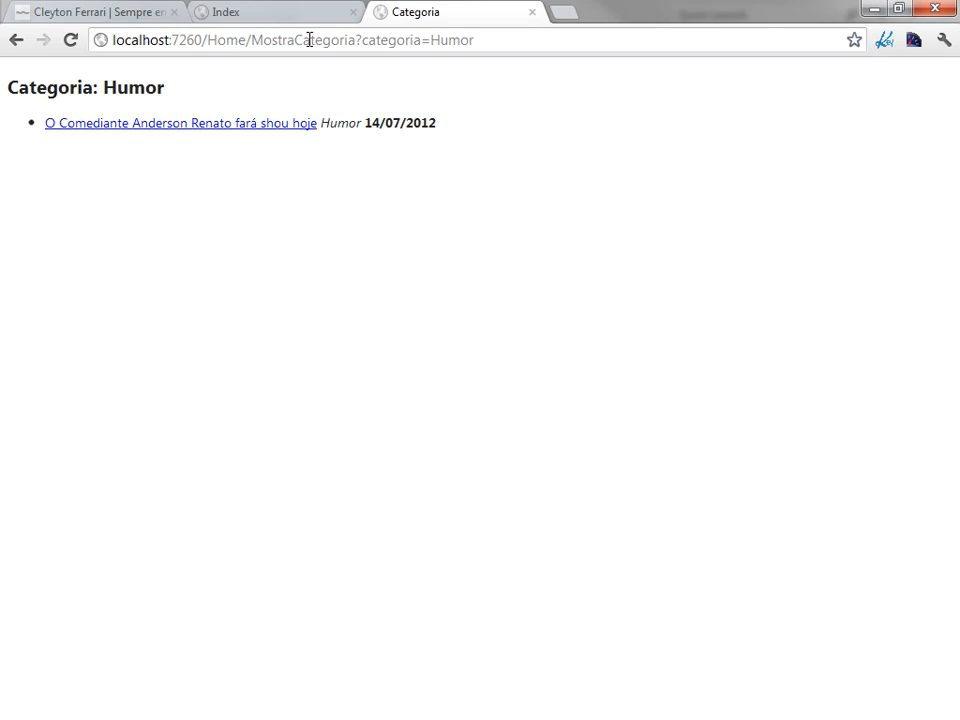 Cleyton Ferrari | Sempre en
Index
Categoria
localhost:7260/Home/MostraCategoria?categoria=Humor
Categoria: Humor
O Comediante Anderson Renato fará shou hoje Humor 14/07/2012